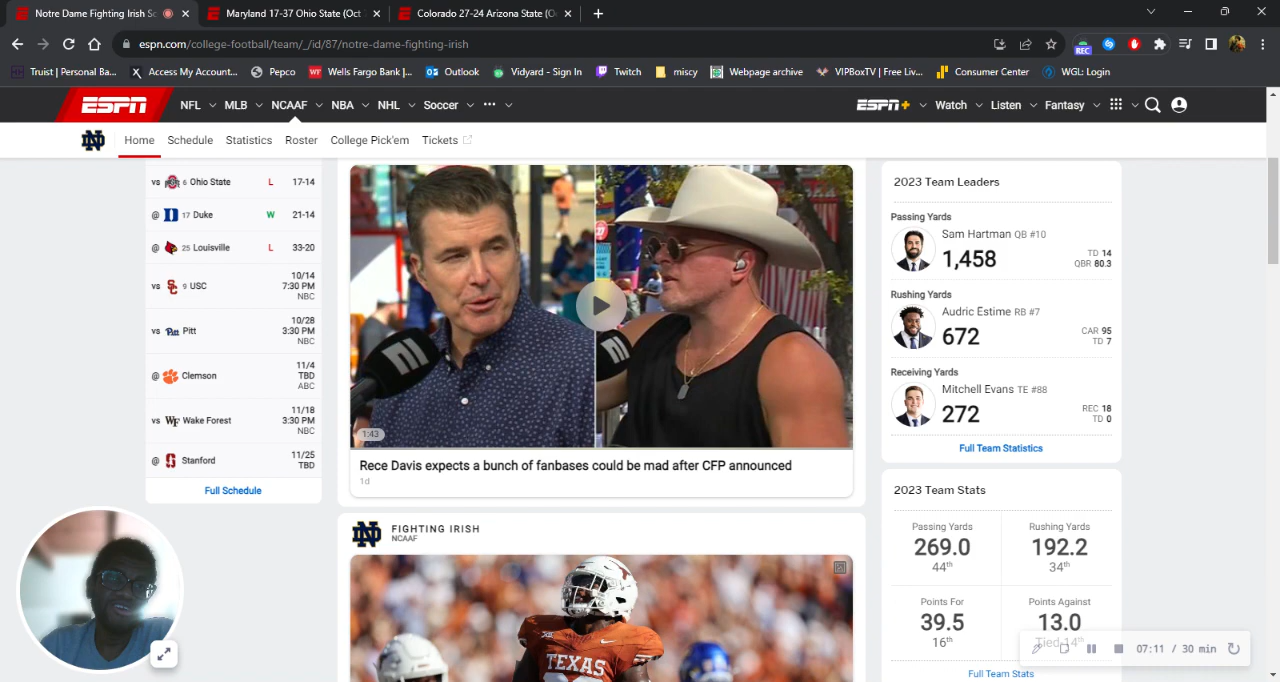 Notre Dame Fighting Irish Sc
Maryland 17-37 Ohio State (Oct
Colorado 27-24 Arizona State (O
espn.com/college-football/team/_/id/87/notre-dame-fighting-irish
REC
Truist | Personal Ba...
Access My Account...
Pepco
WF
Wells Fargo Bank |...
Outlook
Vidyard - Sign In
Twitch
miscy
Webpage archive
VIPBoxTV | Free Liv...
Consumer Center
WGL: Login
ESPN
NFL
MLB
NCAAF
NBA
NHL
Soccer
ESPN+
Watch
Listen
Fantasy
Home
Schedule
Statistics
Roster
College Pick'em
Tickets
vs 6 Ohio State L 17-14
@ 17 Duke W 21-14
@ 25 Louisville L 33-20
vs 9 USC 10/14 7:30 PM NBC
vs Pitt 10/28 3:30 PM NBC
@ Clemson 11/4 TBD ABC
vs Wake Forest 11/18 3:30 PM NBC
@ Stanford 11/25 TBD
Full Schedule
1:43
Rece Davis expects a bunch of fanbases could be mad after CFP announced
1d
FIGHTING IRISH
NCAAF
TEXAS
2023 Team Leaders
Passing Yards
Sam Hartman QB #10
1,458
TD 14
QBR 80.3
Rushing Yards
Audric Estime RB #7
672
CAR 95
TD 7
Receiving Yards
Mitchell Evans TE #88
272
REC 18
TD 0
Full Team Statistics
2023 Team Stats
Passing Yards
269.0
44th
Rushing Yards
192.2
34th
Points For
39.5
16th
Points Against
13.0
Tied-14th
Full Team Stats
07:11 / 30 min